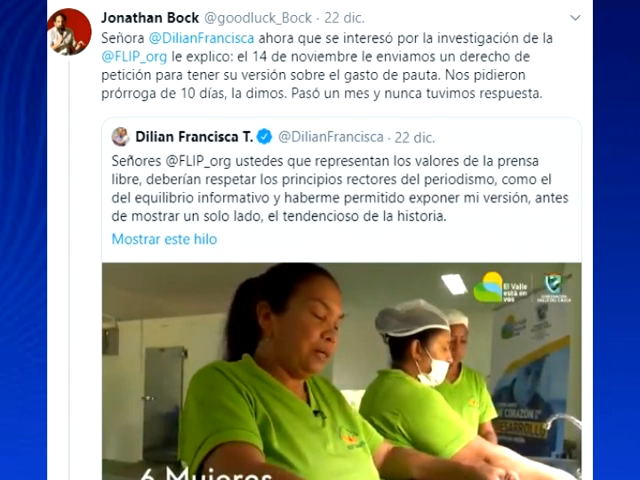 Jonathan Bock @goodluck_Bock · 22 dic.
Señora @DilianFrancisca ahora que se interesó por la investigación de la
@FLIP_org le explico: el 14 de noviembre le enviamos un derecho de
petición para tener su versión sobre el gasto de pauta. Nos pidieron
prórroga de 10 días, la dimos. Pasó un mes y nunca tuvimos respuesta.
Dilian Francisca T. @DilianFrancisca · 22 dic.
Señores @FLIP_org ustedes que representan los valores de la prensa
libre, deberían respetar los principios rectores del periodismo, como el
del equilibrio informativo y haberme permitido exponer mi versión, antes
de mostrar un solo lado, el tendencioso de la historia.
Mostrar este hilo
El Valle
está en
vos
6 Mujeres